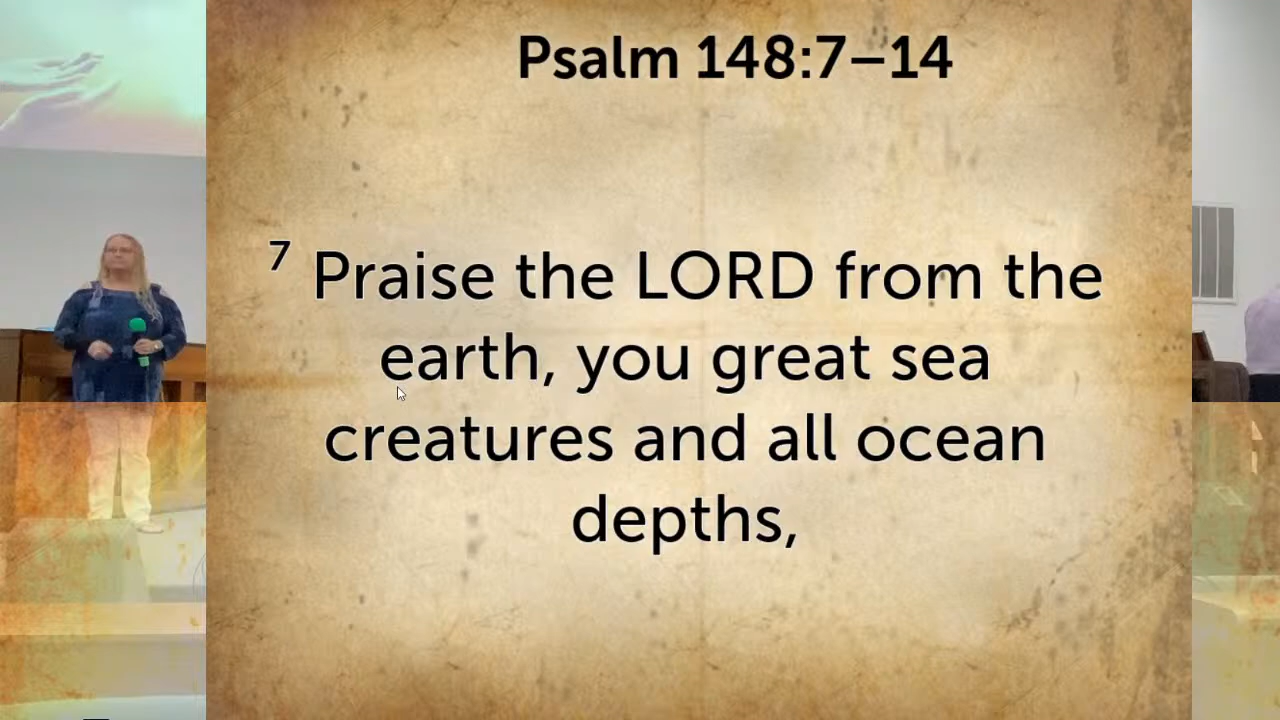 Psalm 148:7–14
7 Praise the LORD from the
earth, you great sea
creatures and all ocean
depths,